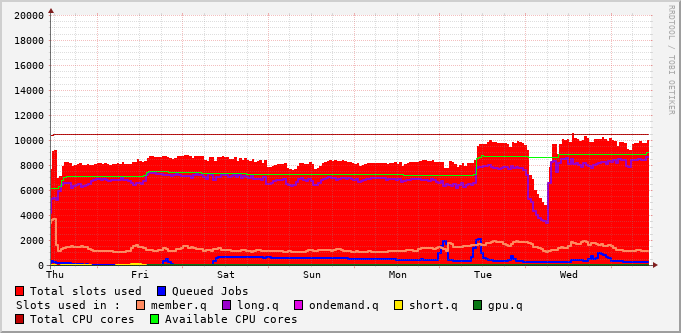 20000
18000
16000
14000
12000
10000
8000
6000
4000
2000
0
Thu Fri Sat Sun Mon Tue Wed
Total slots used Queued Jobs
Slots used in : member.q long.q ondemand.q short.q gpu.q
Total CPU cores Available CPU cores
RRDTOOL / TOBI OETIKER